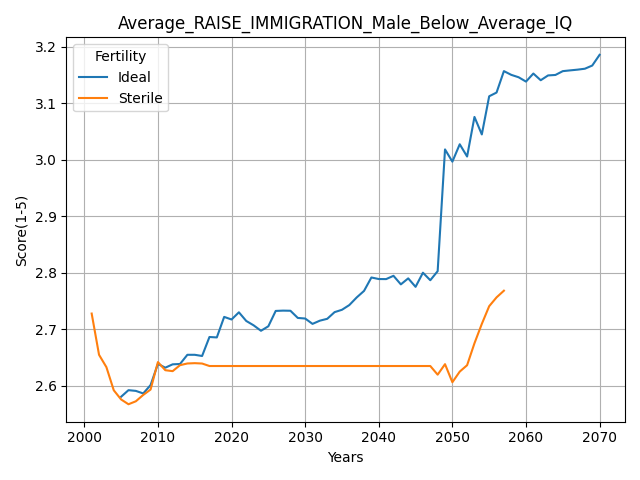 Average_RAISE_IMMIGRATION_Male_Below_Average_IQ
Fertility
Ideal
Sterile
Score(1-5)
3.2
3.1
3.0
2.9
2.8
2.7
2.6
2000 2010 2020 2030 2040 2050 2060 2070
Years